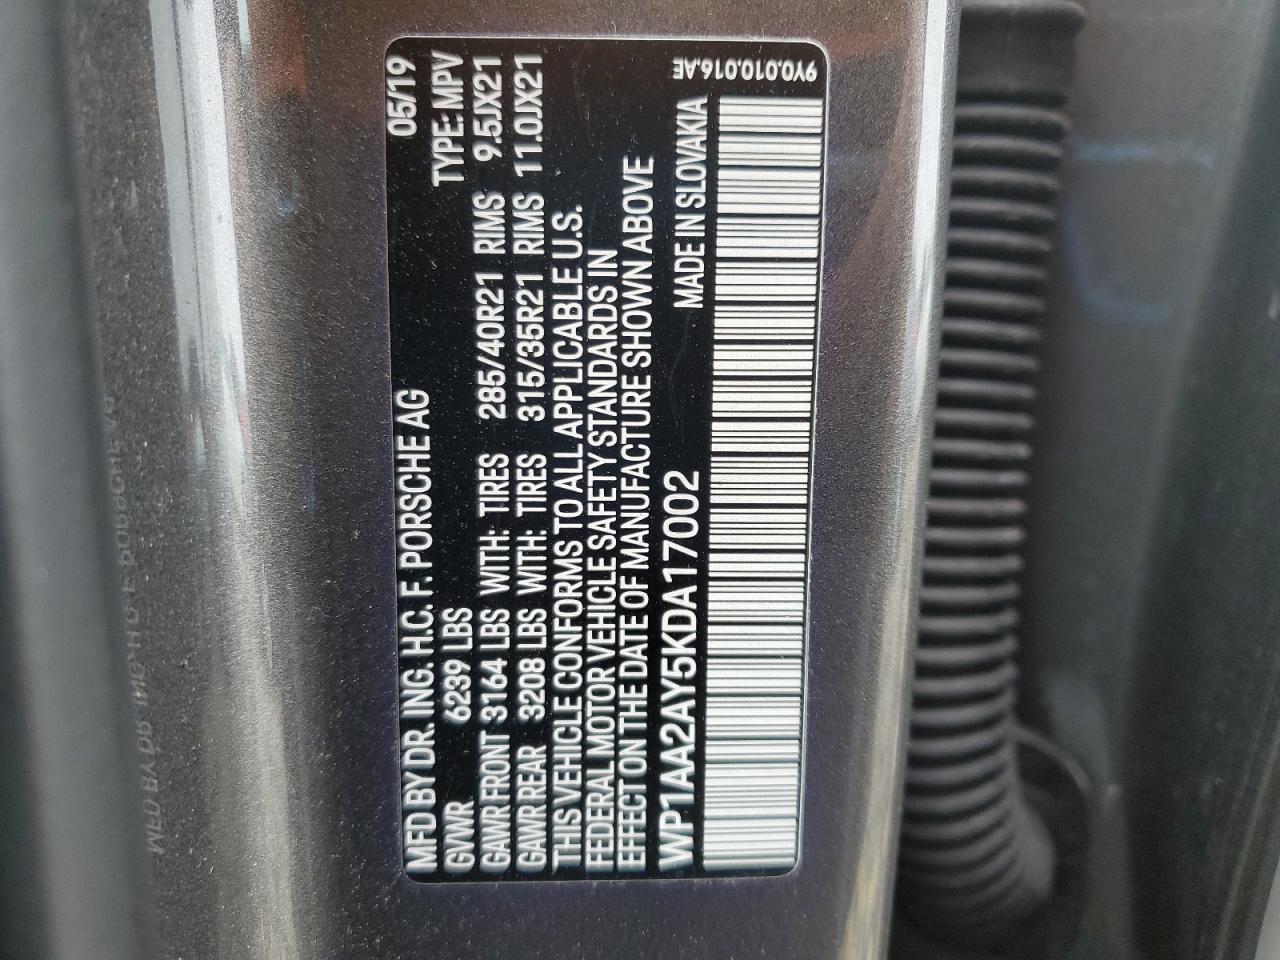 MFD BY DR. ING. H.C. F. PORSCHE AG 05/19
GVWR 6239 LBS TYPE: MPV
GAWR FRONT 3164 LBS WITH: TIRES 285/40R21 RIMS 9.5JX21
GAWR REAR 3208 LBS WITH: TIRES 315/35R21 RIMS 11.0JX21
THIS VEHICLE CONFORMS TO ALL APPLICABLE U.S.
FEDERAL MOTOR VEHICLE SAFETY STANDARDS IN
EFFECT ON THE DATE OF MANUFACTURE SHOWN ABOVE
WP1AA2AY5KDA17002 MADE IN SLOVAKIA
9Y0.010.016.AE